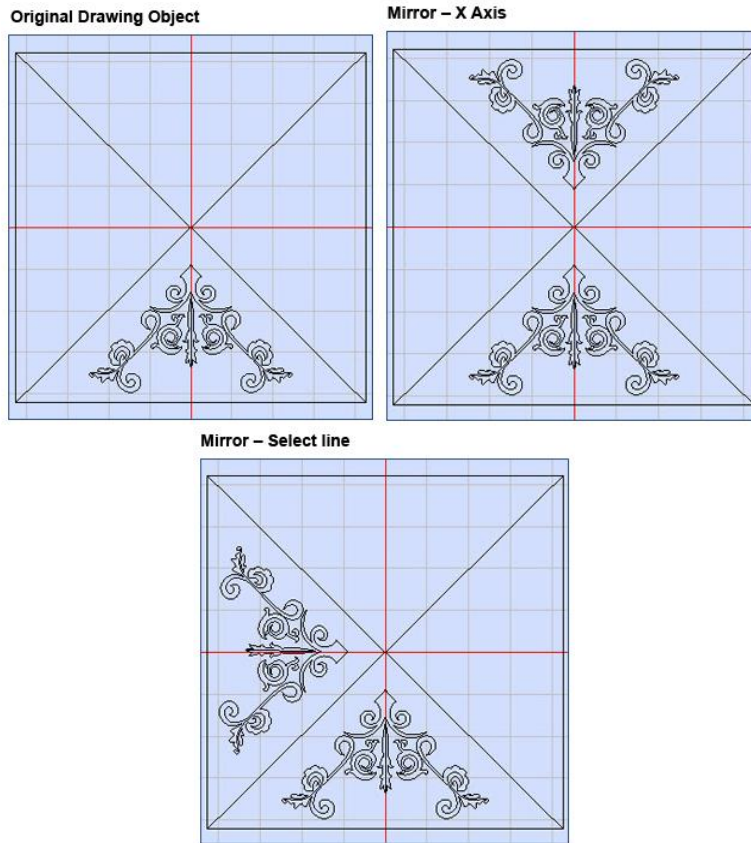 Original Drawing Object
Mirror – X Axis
Mirror – Select line